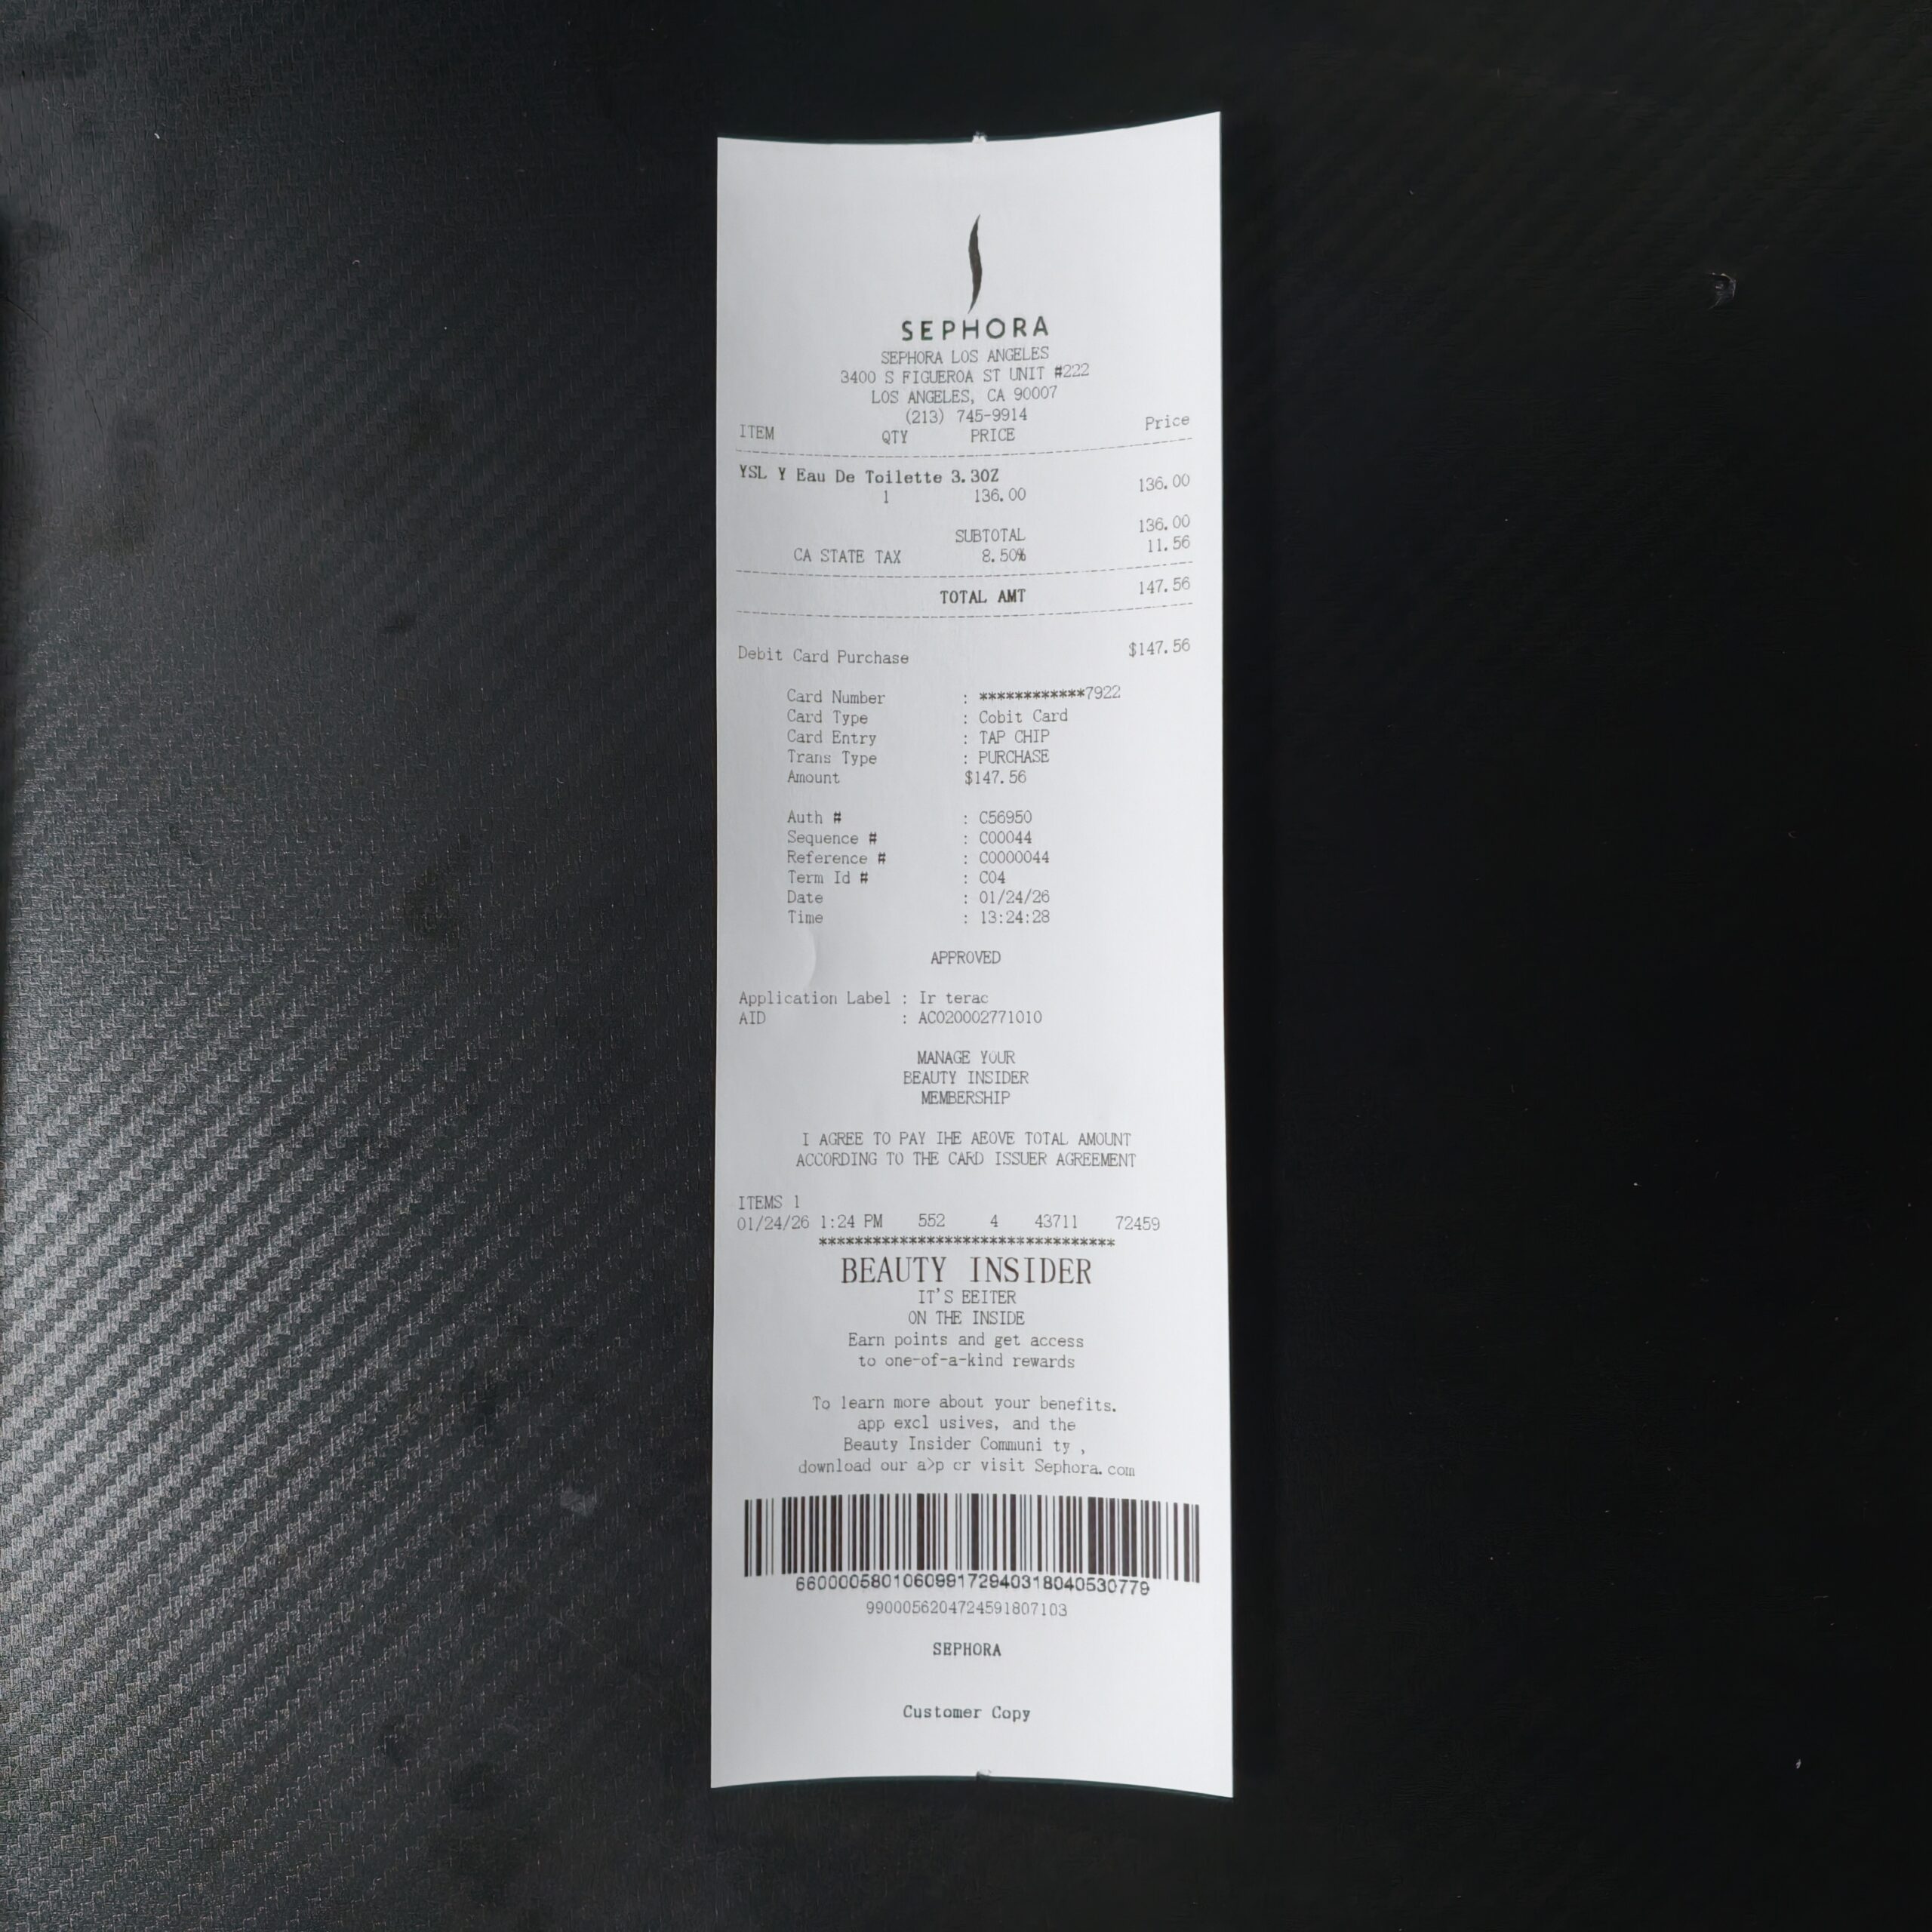 SEPHORA
SEPHORA LOS ANGELES
3400 S FIGUEROA ST UNIT #222
LOS ANGELES, CA 90007
(213) 745-9914
ITEM QTY PRICE Price
YSL Y Eau De Toilette 3.3OZ
1 136.00 136.00
SUBTOTAL 136.00
CA STATE TAX 8.50% 11.56
TOTAL AMT 147.56
Debit Card Purchase $147.56
Card Number : ************7922
Card Type : Cobit Card
Card Entry : TAP CHIP
Trans Type : PURCHASE
Amount $147.56
Auth # : C56950
Sequence # : C00044
Reference # : C0000044
Term Id # : C04
Date : 01/24/26
Time : 13:24:28
APPROVED
Application Label : Ir terac
AID : AC020002771010
MANAGE YOUR
BEAUTY INSIDER
MEMBERSHIP
I AGREE TO PAY IHE AEOVE TOTAL AMOUNT
ACCORDING TO THE CARD ISSUER AGREEMENT
ITEMS 1
01/24/26 1:24 PM 552 4 43711 72459
*********************************
BEAUTY INSIDER
IT'S EEITER
ON THE INSIDE
Earn points and get access
to one-of-a-kind rewards
To learn more about your benefits.
app excl usives, and the
Beauty Insider Communi ty ,
download our a>p cr visit Sephora.com
660000580106099172940318040530779
9900056204724591807103
SEPHORA
Customer Copy